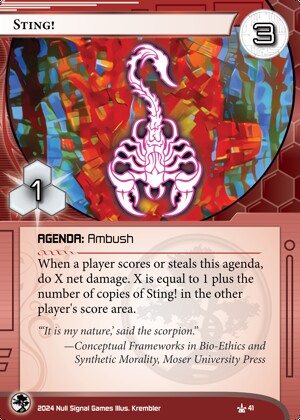 Sting!
3
1
AGENDA: Ambush
When a player scores or steals this agenda,
do X net damage. X is equal to 1 plus the
number of copies of Sting! in the other
player's score area.
"'It is my nature,' said the scorpion."
—Conceptual Frameworks in Bio-Ethics and
Synthetic Morality, Moser University Press
2024 Null Signal Games Illus. Krembler
41